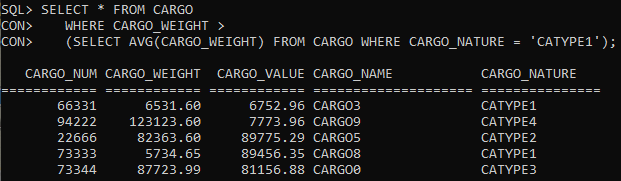 SQL> SELECT * FROM CARGO
CON>    WHERE CARGO_WEIGHT >
CON>    (SELECT AVG(CARGO_WEIGHT) FROM CARGO WHERE CARGO_NATURE = 'CATYPE1');
CARGO_NUM CARGO_WEIGHT CARGO_VALUE CARGO_NAME CARGO_NATURE
============ ============ ============ ==================== ===============
66331 6531.60 6752.96 CARGO3 CATYPE1
94222 123123.60 7773.96 CARGO9 CATYPE4
22666 82363.60 89775.29 CARGO5 CATYPE2
73333 5734.65 89456.35 CARGO8 CATYPE1
73344 87723.99 81156.88 CARGO0 CATYPE3